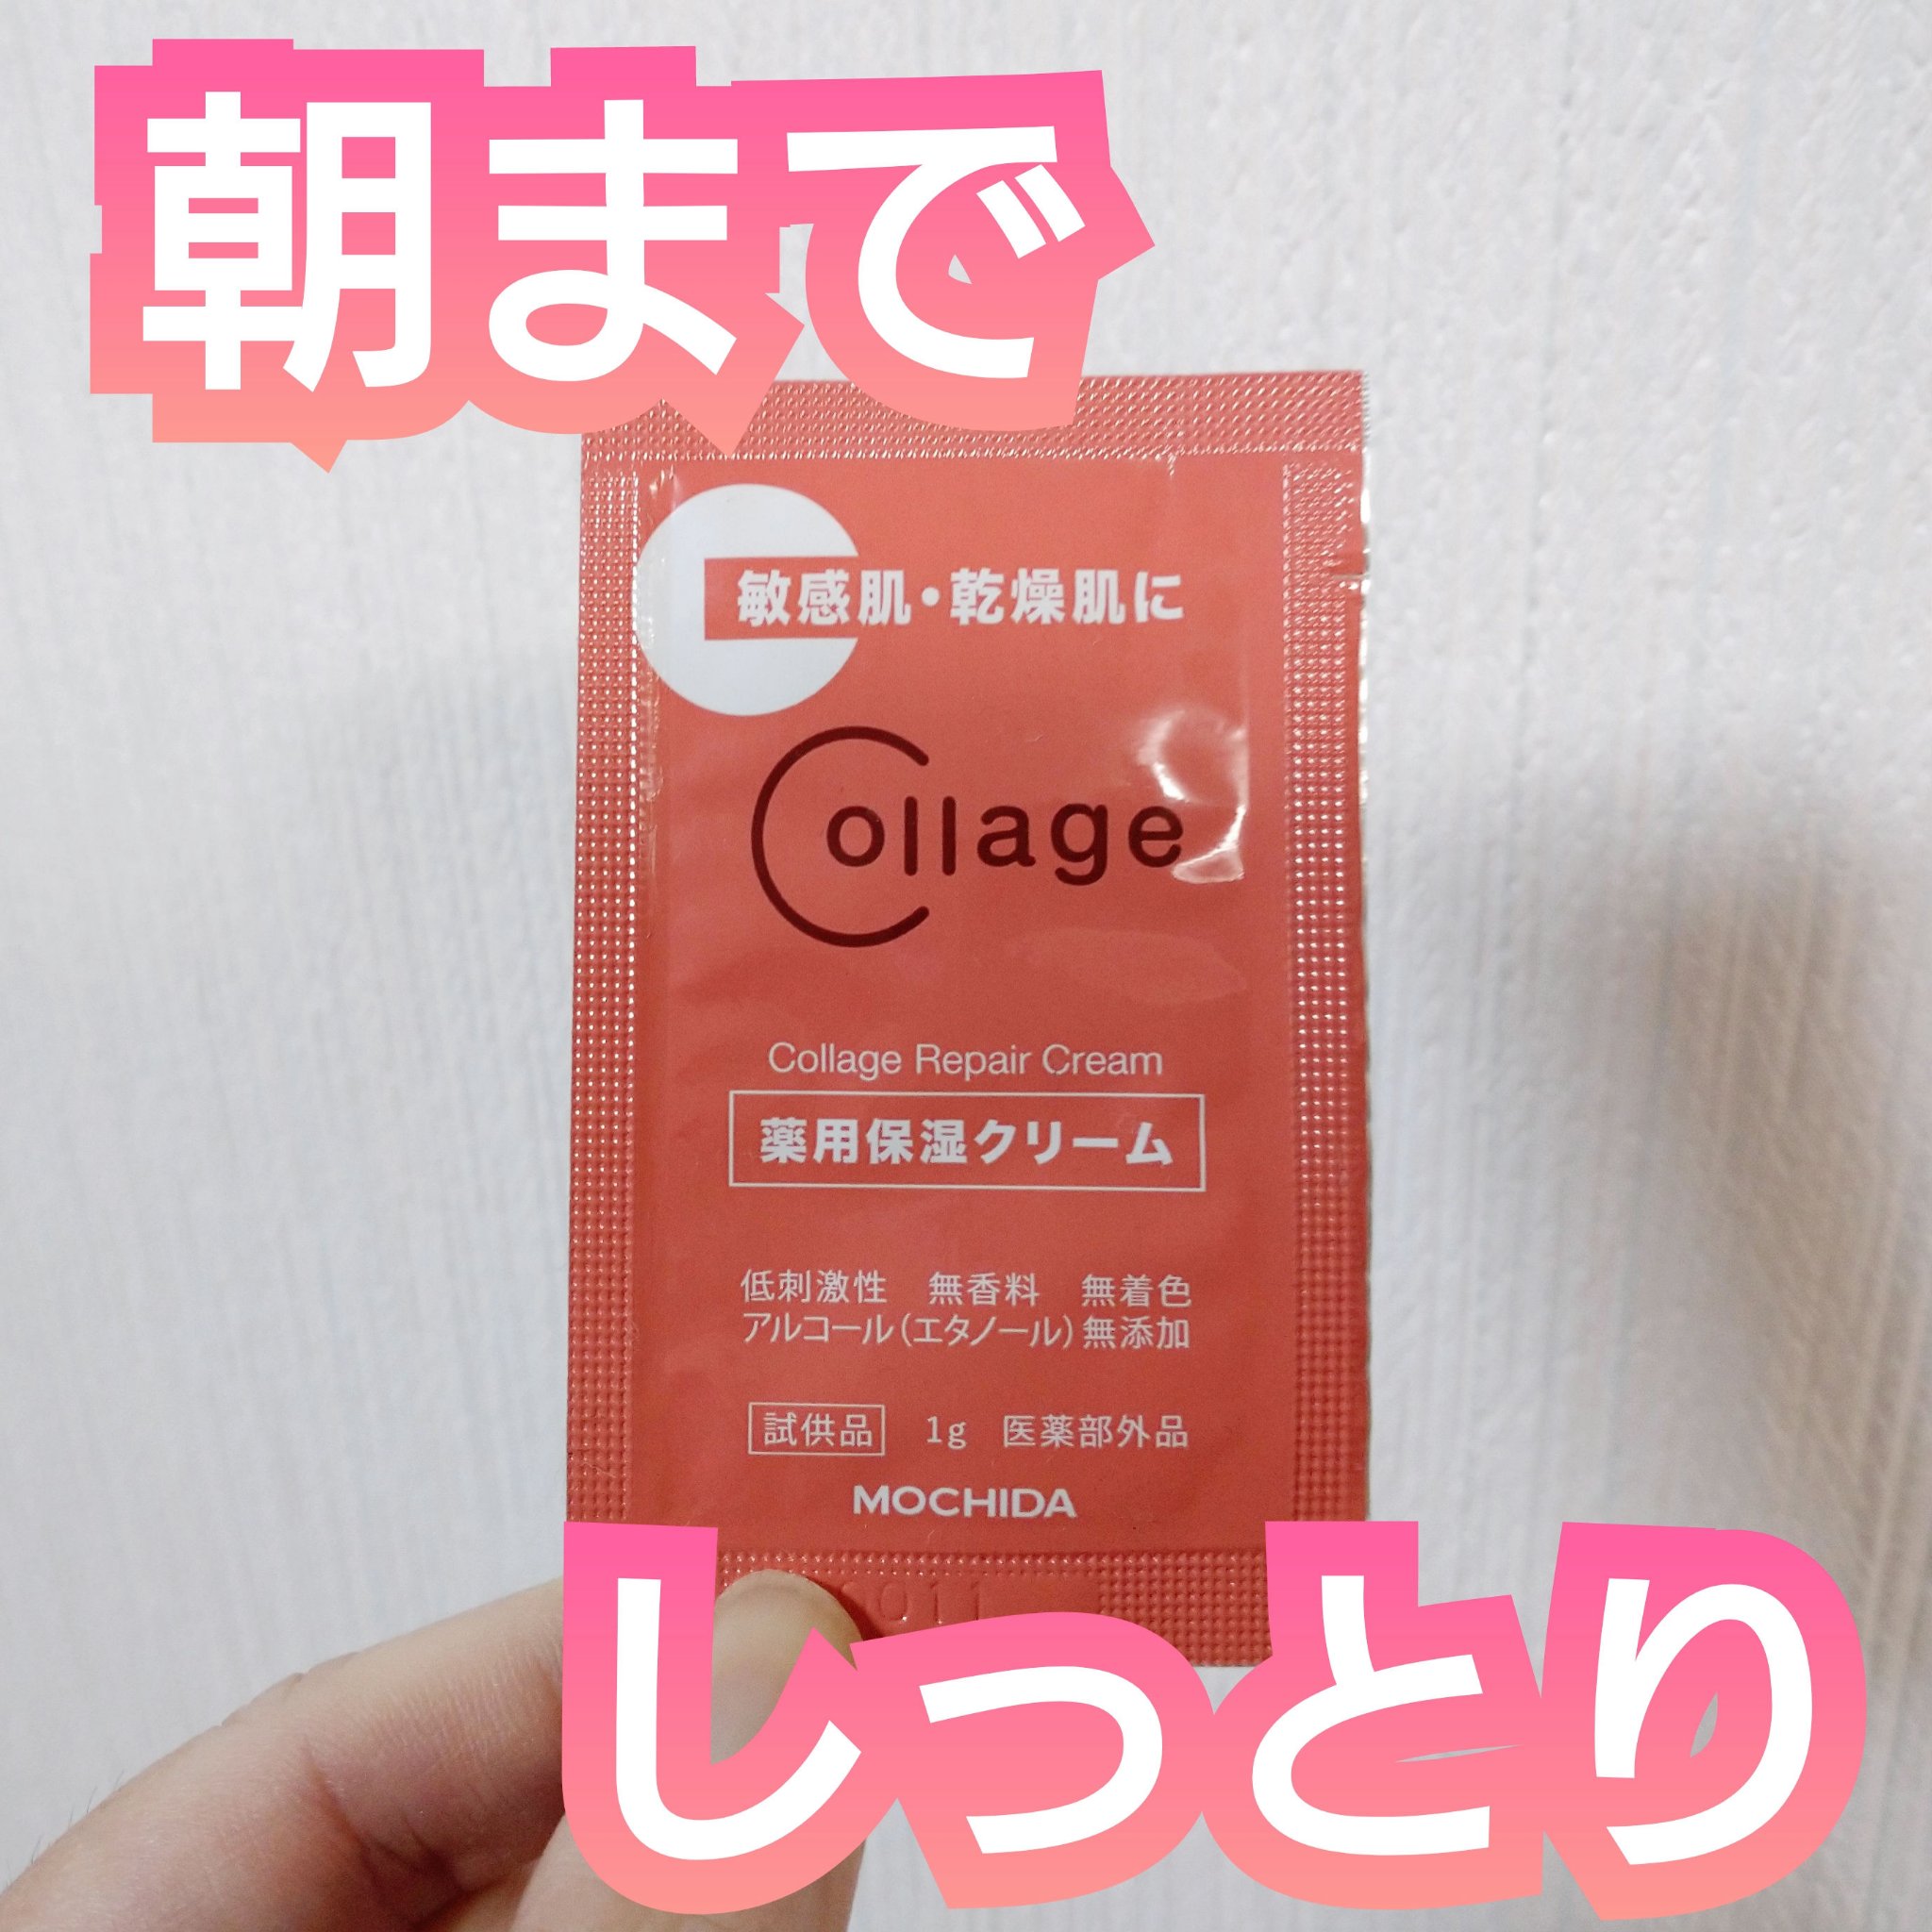 朝まで
敏感肌・乾燥肌に
Collage
Collage Repair Cream
薬用保湿クリーム
低刺激性 無香料 無着色
アルコール(エタノール)無添加
試供品 1g 医薬部外品
MOCHIDA
しっとり